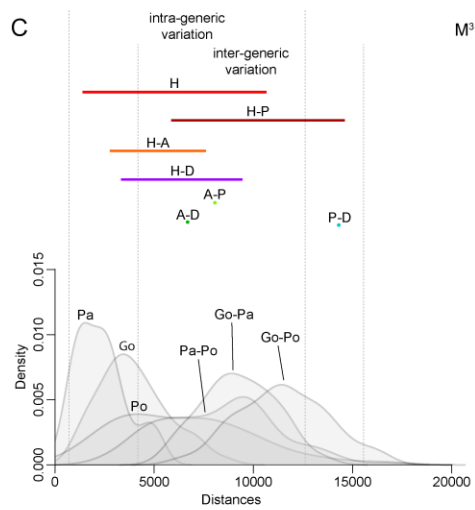 C
intra-generic
variation
M³
inter-generic
variation
H
H-P
H-A
H-D
A-P
A-D
P-D
0.015
Pa
Go-Pa
Go-Po
0.010
Go
Pa-Po
Density
0.005
Po
0.000
0
5000
10000
15000
20000
Distances